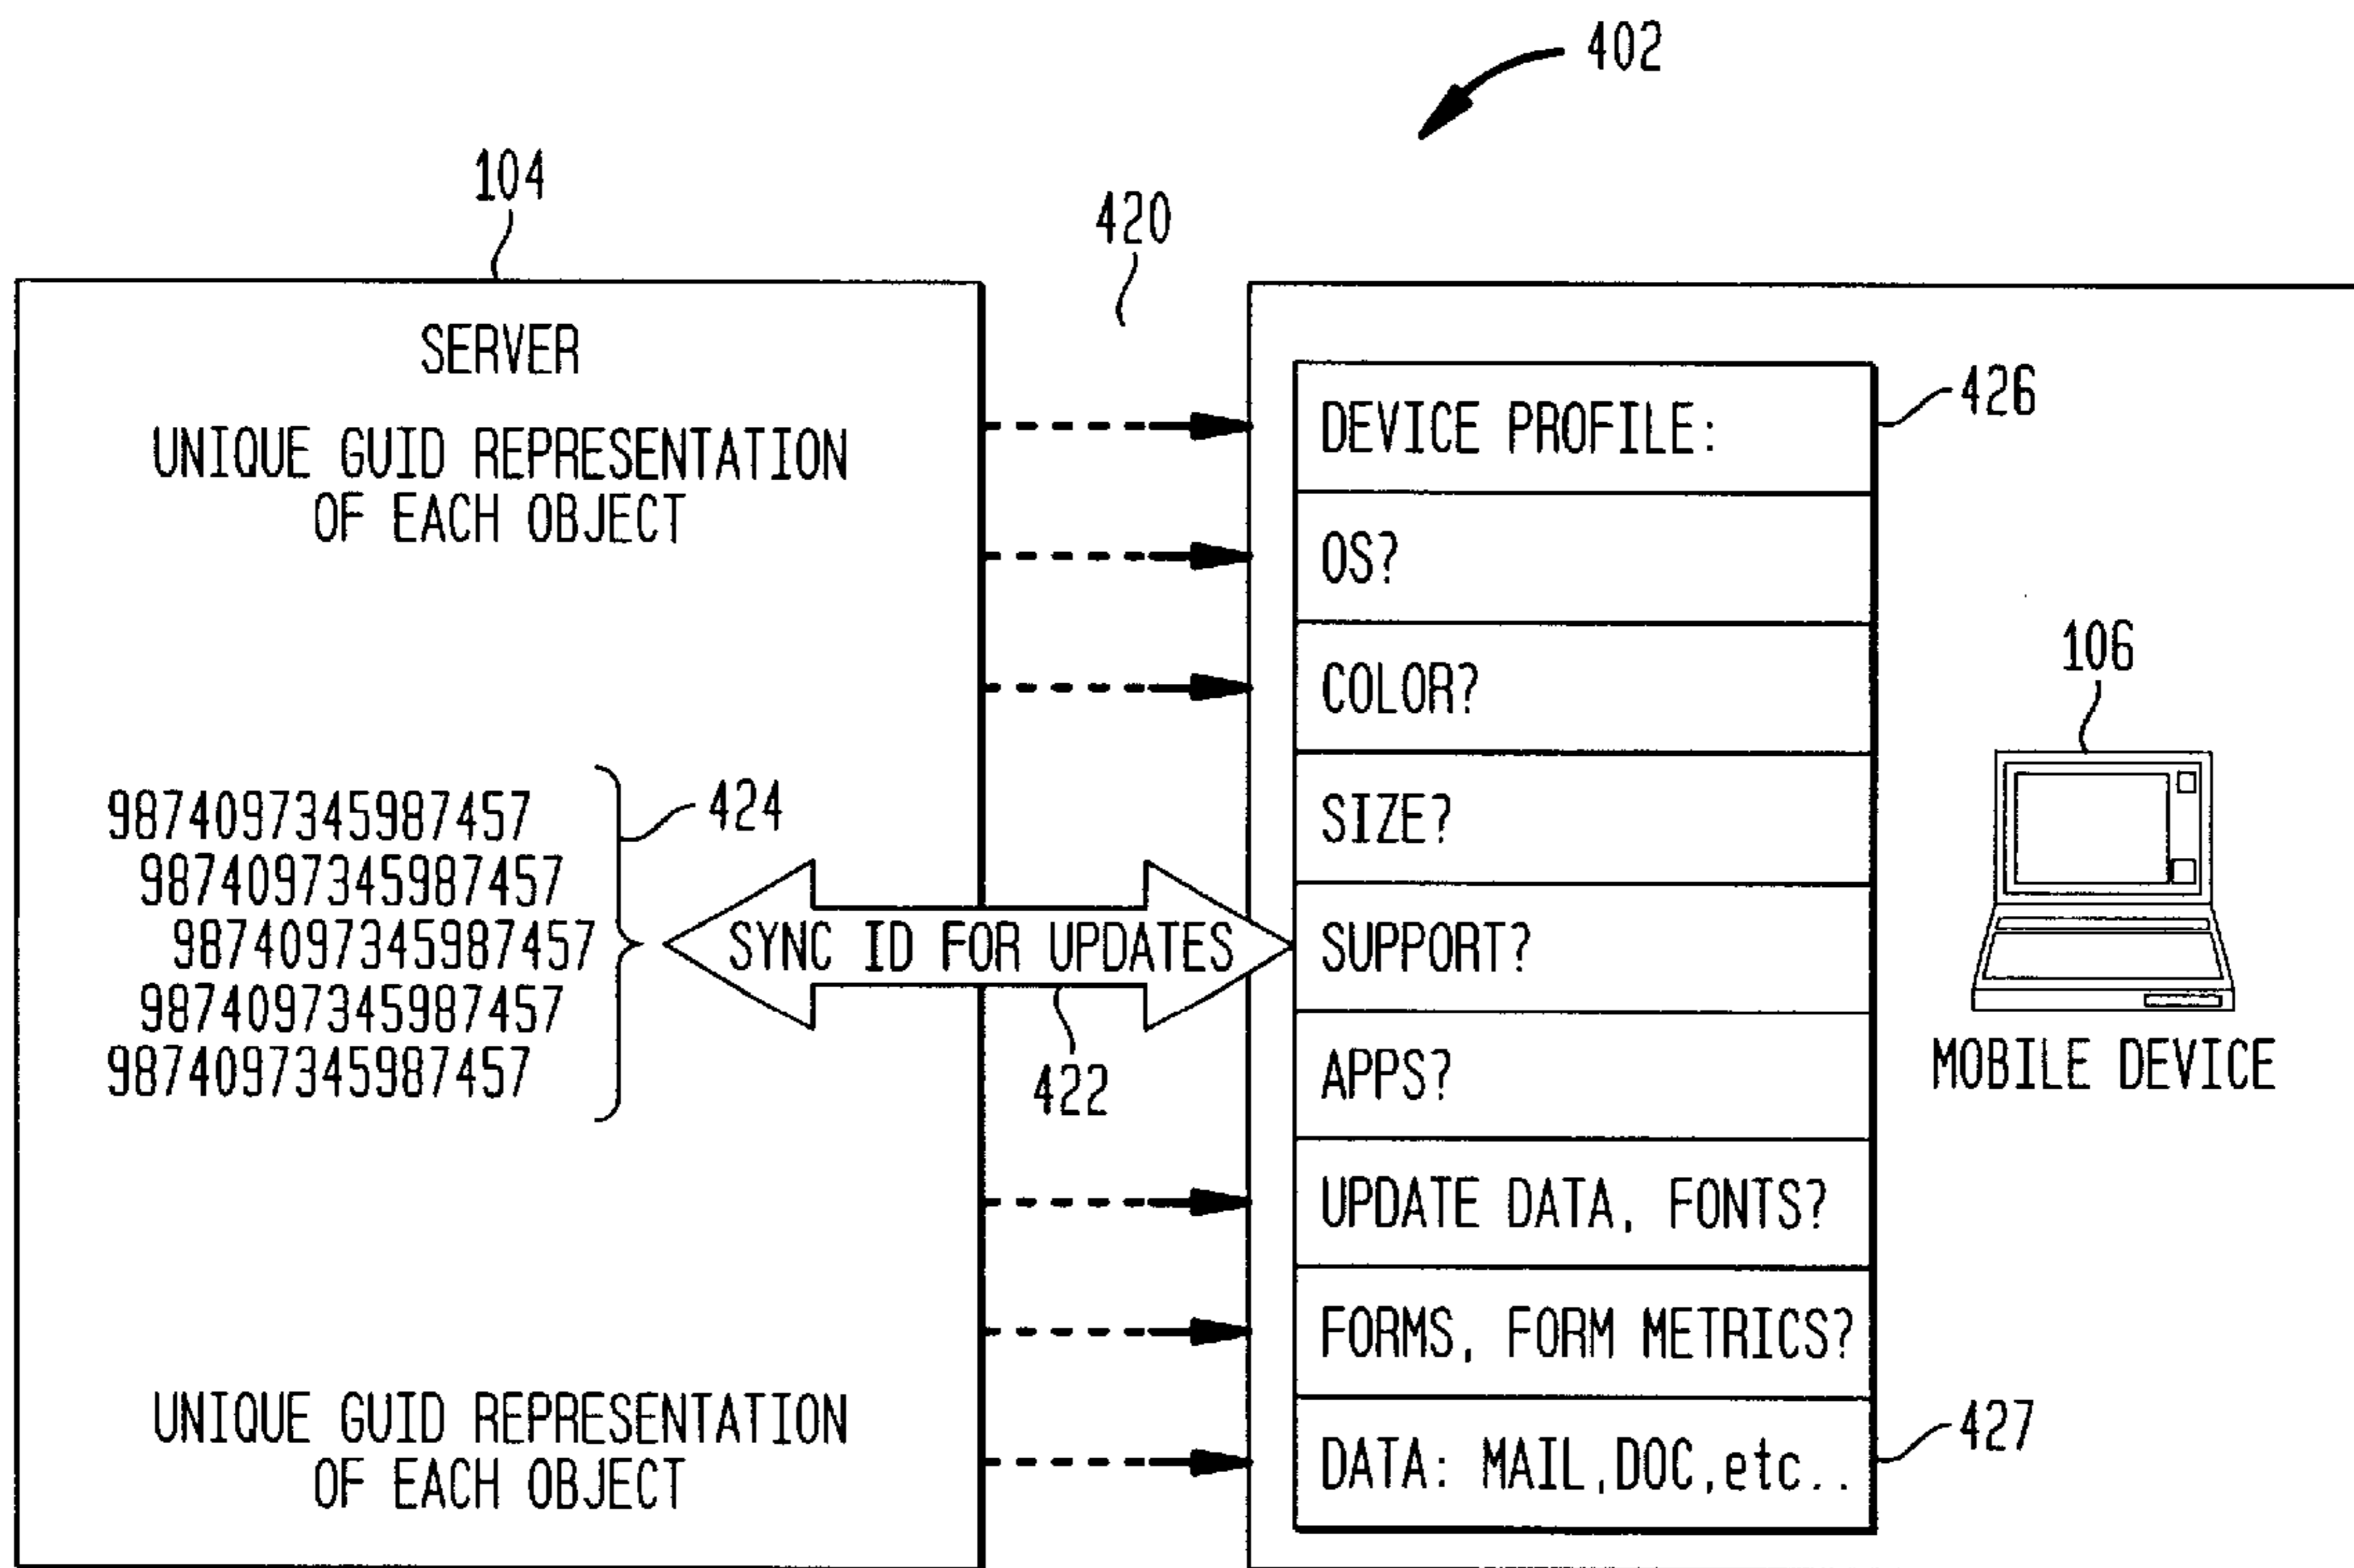 402
104
420
SERVER
UNIQUE GUID REPRESENTATION
OF EACH OBJECT
9874097345987457
9874097345987457
9874097345987457
9874097345987457
9874097345987457
424
SYNC ID FOR UPDATES
422
UNIQUE GUID REPRESENTATION
OF EACH OBJECT
DEVICE PROFILE:
OS?
COLOR?
SIZE?
SUPPORT?
APPS?
UPDATE DATA, FONTS?
FORMS, FORM METRICS?
DATA: MAIL,DOC,etc..
426
427
106
MOBILE DEVICE